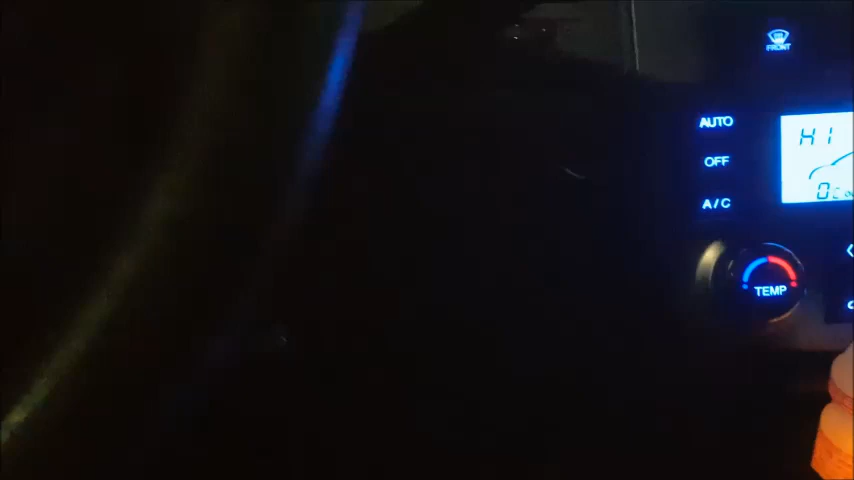 FRONT
AUTO
HI
OFF
A/C
TEMP